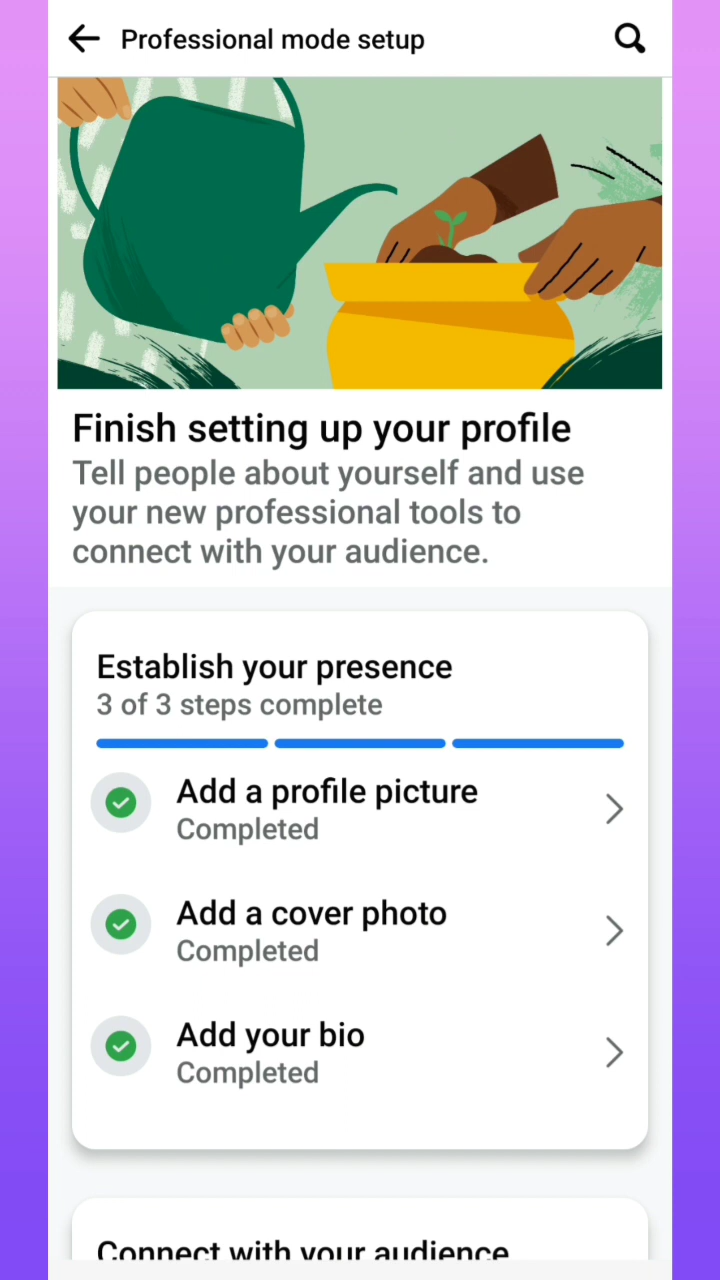 Professional mode setup
Finish setting up your profile
Tell people about yourself and use
your new professional tools to
connect with your audience.
Establish your presence
3 of 3 steps complete
Add a profile picture
Completed
Add a cover photo
Completed
Add your bio
Completed
Connect with your audience